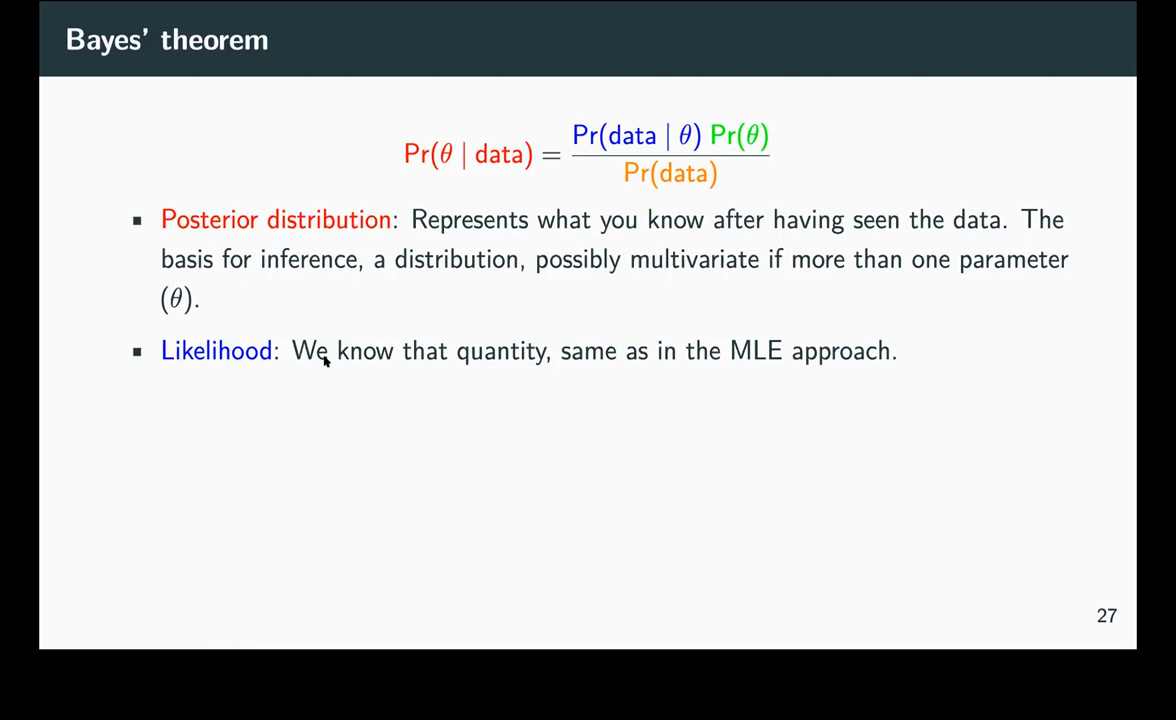 Bayes’ theorem
Pr(θ | data) = Pr(data | θ) Pr(θ)
Pr(data)
▪ Posterior distribution: Represents what you know after having seen the data. The
basis for inference, a distribution, possibly multivariate if more than one parameter
(θ).
▪ Likelihood: We know that quantity, same as in the MLE approach.
27